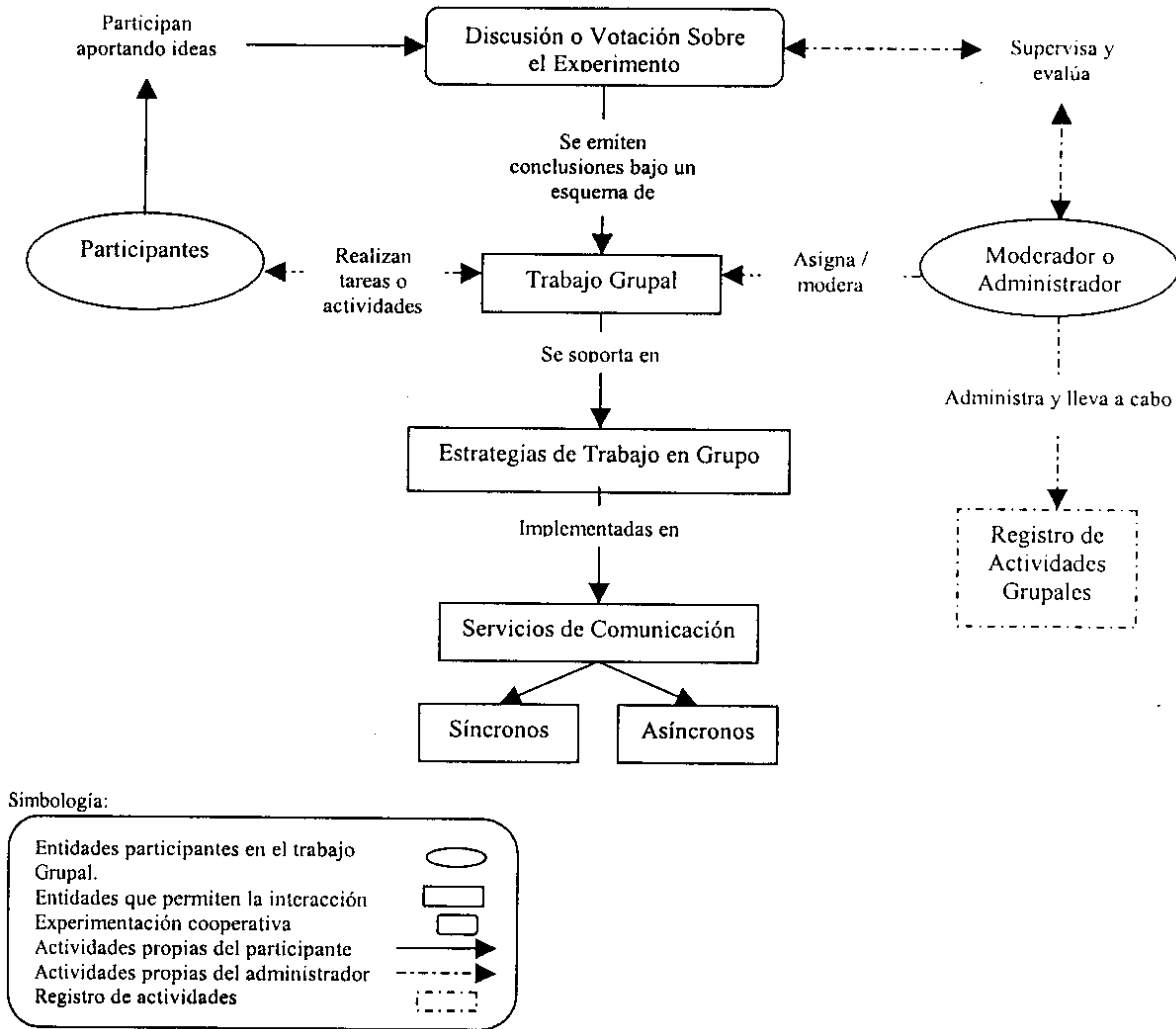 Participan
aportando ideas
Discusión o Votación Sobre
el Experimento
Supervisa y
evalúa
Se emiten
conclusiones bajo un
esquema de
Participantes
Realizan
tareas o
actividades
Trabajo Grupal
Asigna /
modera
Moderador o
Administrador
Se soporta en
Administra y lleva a cabo
Estrategias de Trabajo en Grupo
Implementadas en
Registro de
Actividades
Grupales
Servicios de Comunicación
Síncronos
Asíncronos
Simbología:
Entidades participantes en el trabajo
Grupal.
Entidades que permiten la interacción
Experimentación cooperativa
Actividades propias del participante
Actividades propias del administrador
Registro de actividades